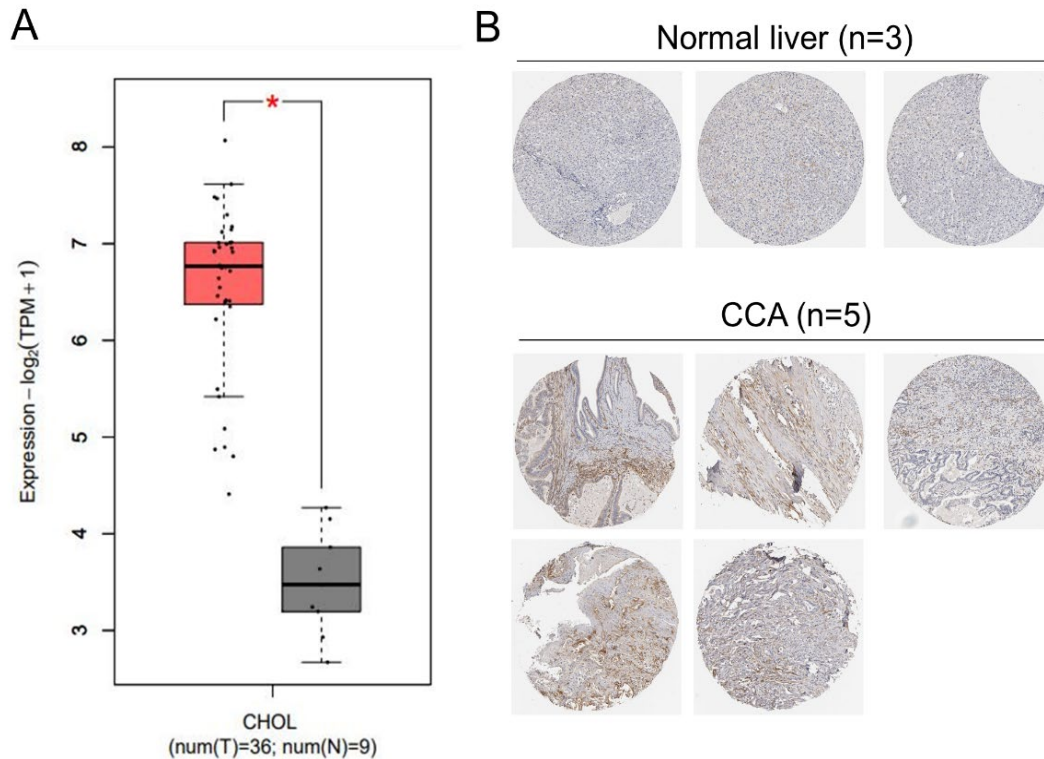 A
Expression – log₂(TPM + 1)
8
7
6
5
4
3
*
CHOL
(num(T)=36; num(N)=9)
B
Normal liver (n=3)
CCA (n=5)